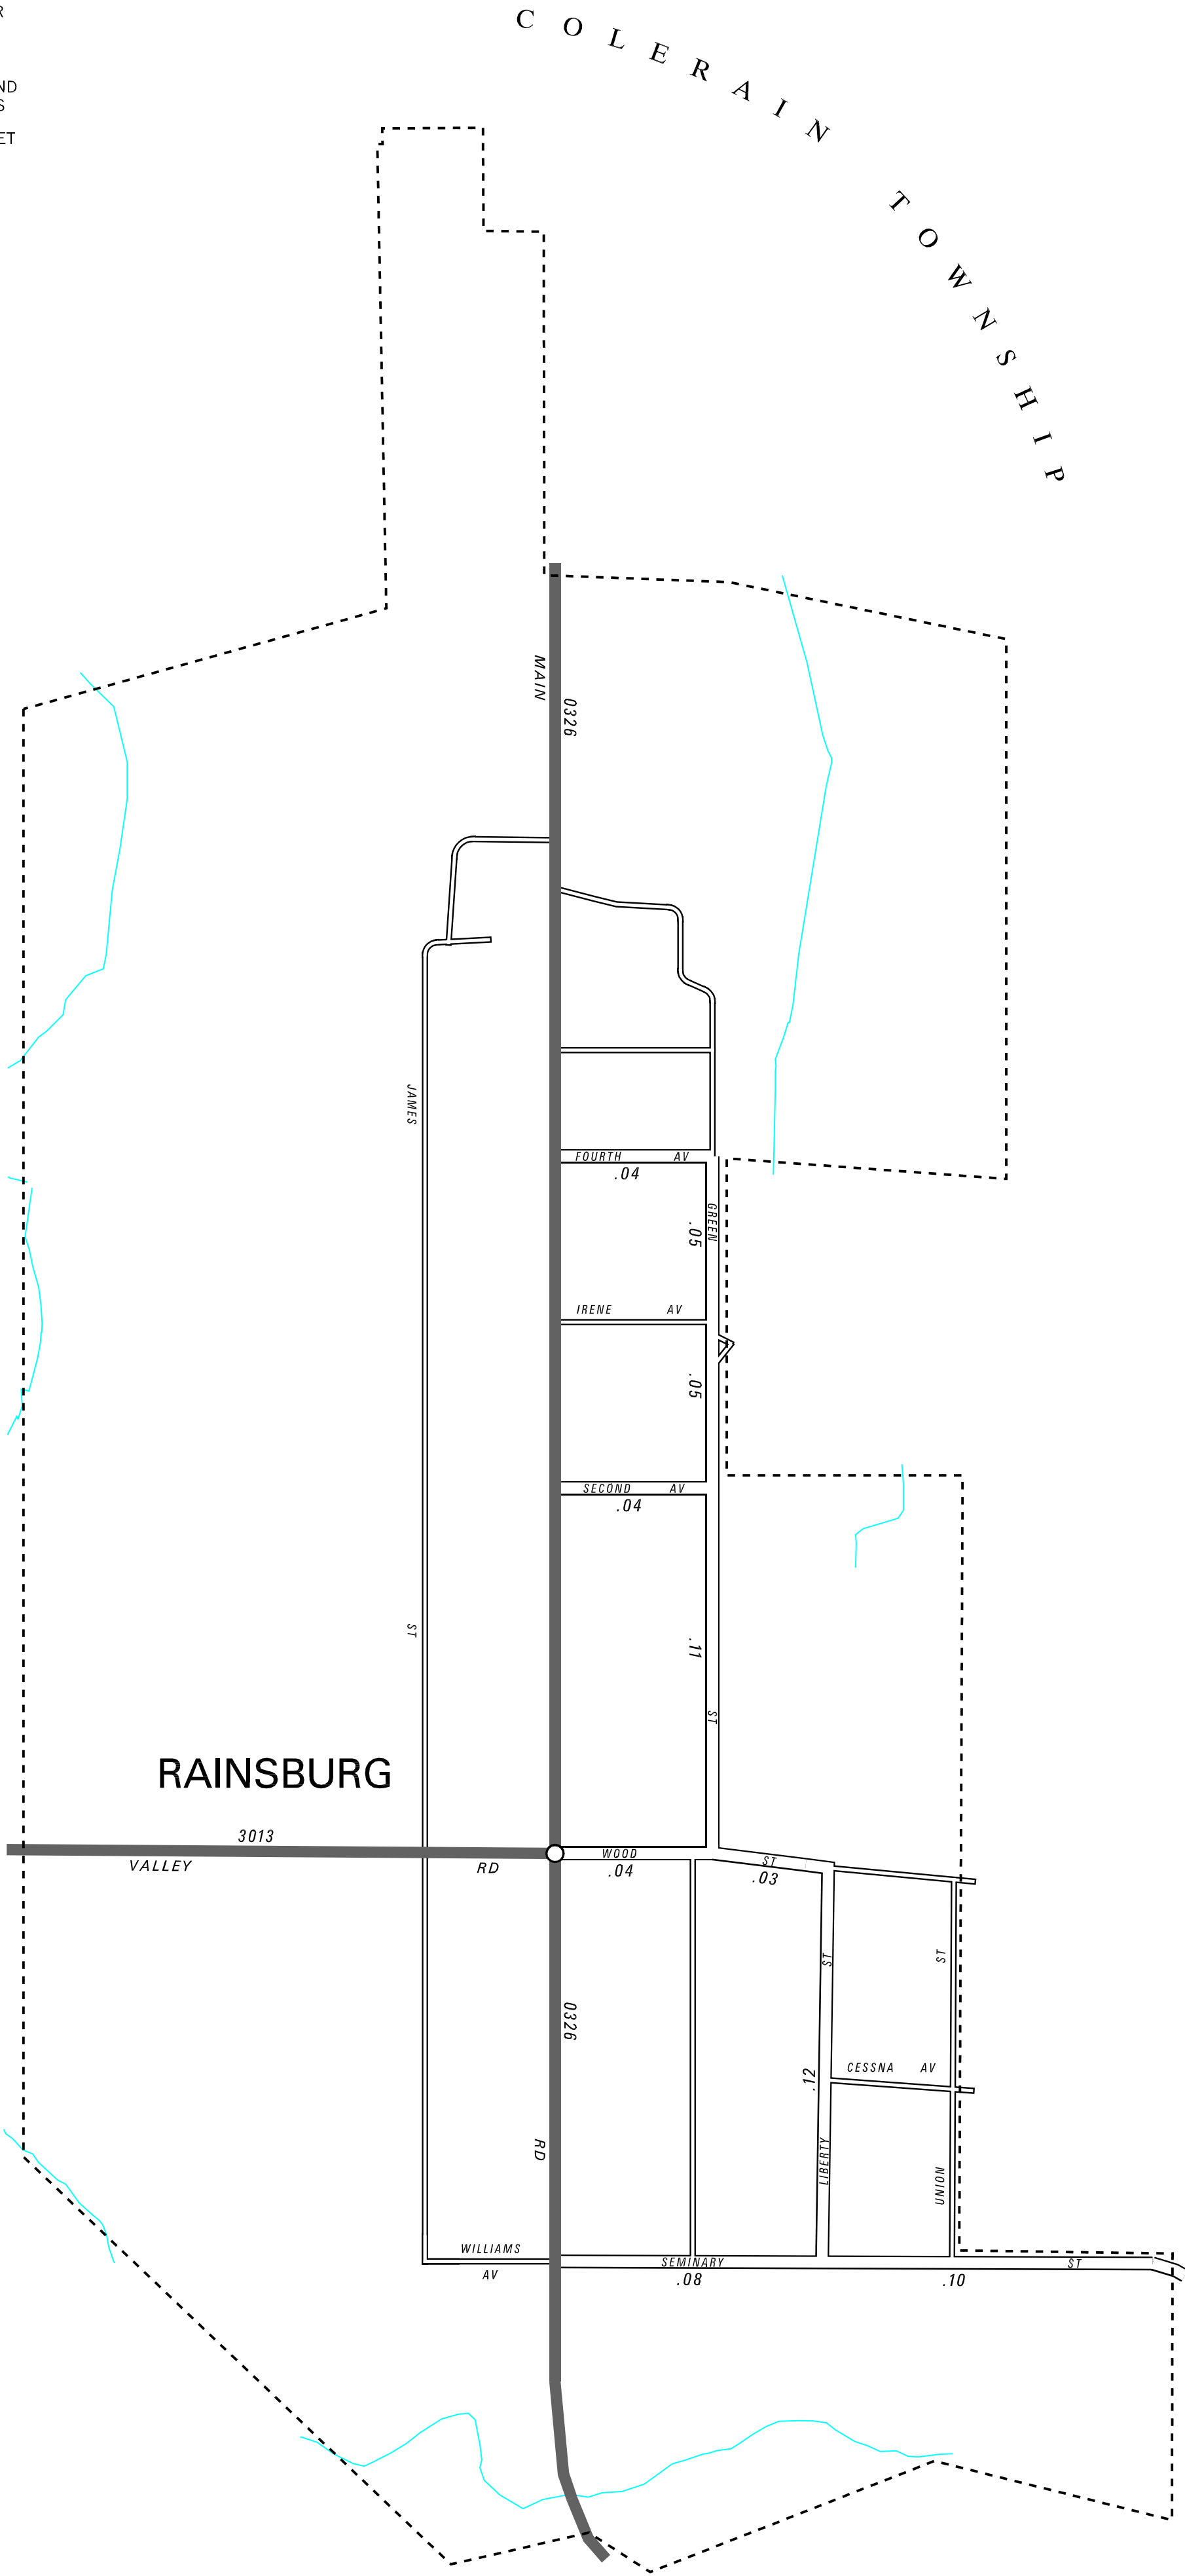 R
ND
S
ET
COLERAIN TOWNSHIP
MAIN
0326
JAMES
FOURTH AV
.04
GREEN
.05
IRENE AV
.05
SECOND AV
.04
ST
.11
ST
RAINSBURG
3013
VALLEY RD
WOOD ST
.04
.03
ST
ST
0326
CESSNA AV
.12
RD
LIBERTY
UNION
WILLIAMS
AV
SEMINARY ST
.08
.10